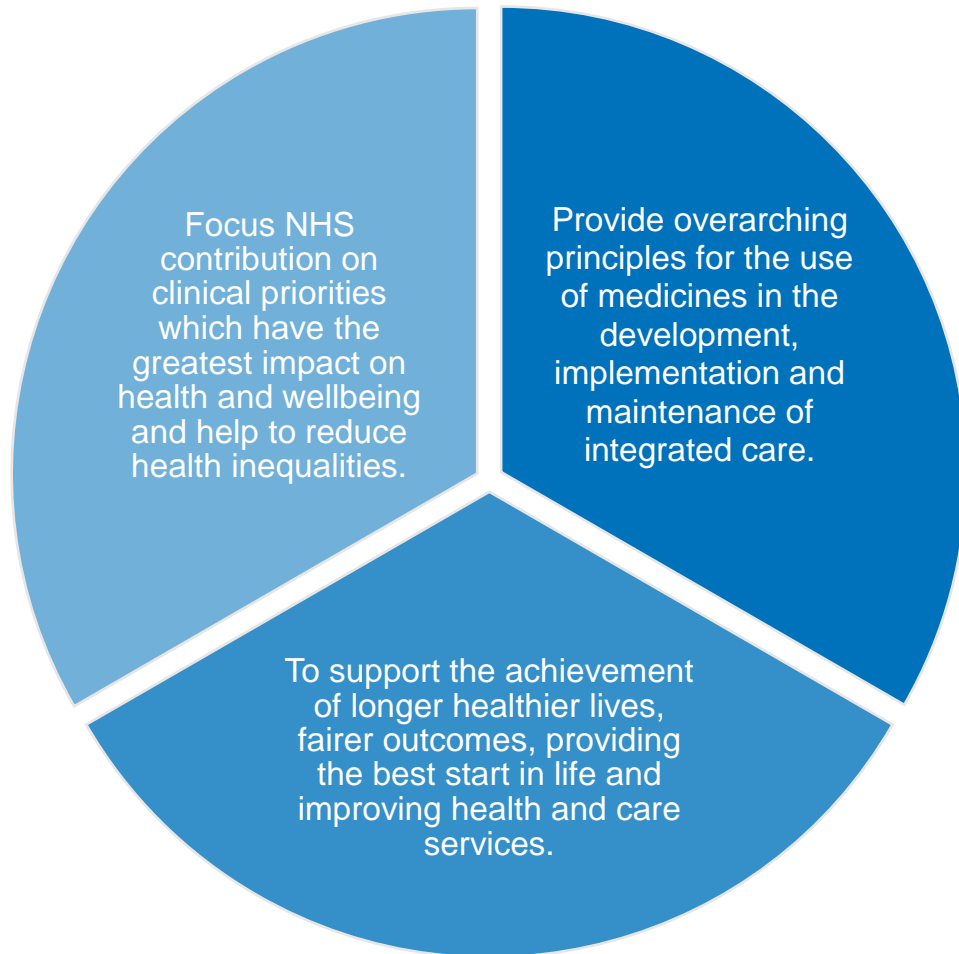 Focus NHS
contribution on
clinical priorities
which have the
greatest impact on
health and wellbeing
and help to reduce
health inequalities.
Provide overarching
principles for the use
of medicines in the
development,
implementation and
maintenance of
integrated care.
To support the achievement
of longer healthier lives,
fairer outcomes, providing
the best start in life and
improving health and care
services.